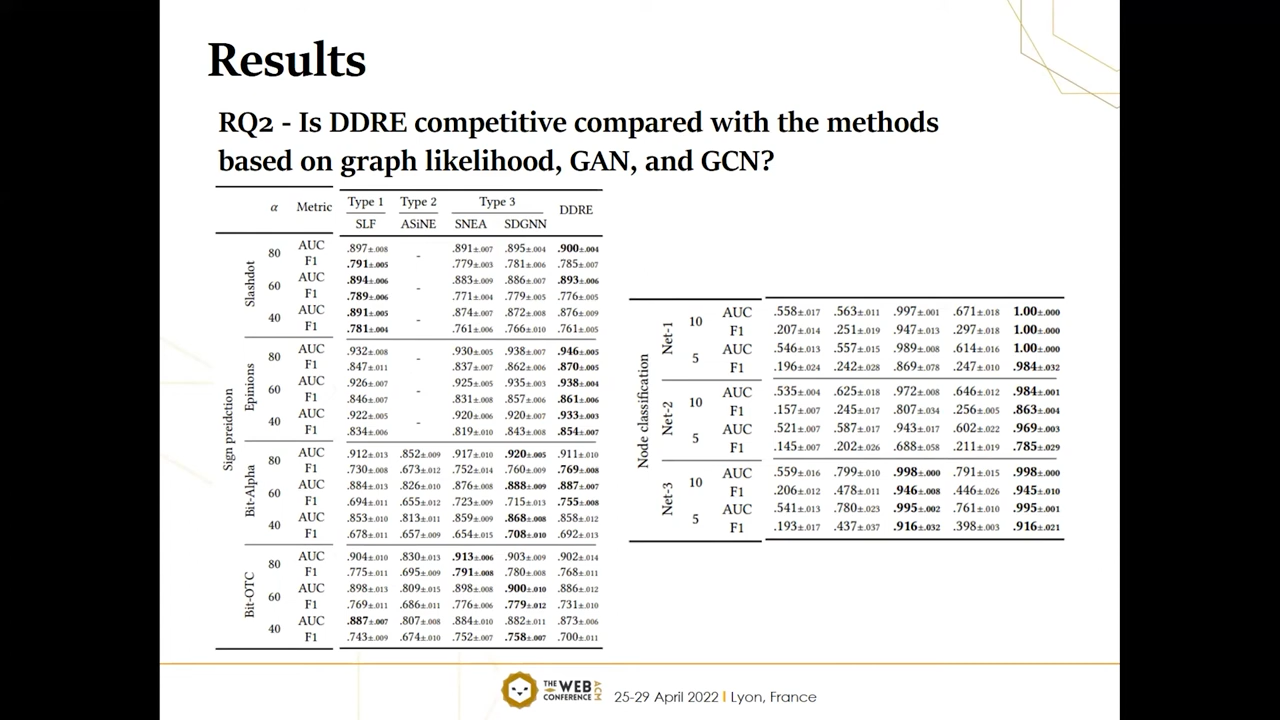 Results
RQ2 - Is DDRE competitive compared with the methods
based on graph likelihood, GAN, and GCN?
α Metric Type 1 Type 2 Type 3 DDRE
SLF ASiNE SNEA SDGNN
Sign preidction
Slashdot
80 AUC .897±.008 - .891±.007 .895±.004 .900±.004
F1 .791±.005 .779±.003 .781±.006 .785±.007
60 AUC .894±.006 - .883±.009 .886±.007 .893±.006
F1 .789±.006 .771±.004 .779±.005 .776±.005
40 AUC .891±.005 - .874±.007 .872±.008 .876±.009
F1 .781±.004 .761±.006 .766±.010 .761±.005
Epinions
80 AUC .932±.008 - .930±.005 .938±.007 .946±.005
F1 .847±.011 .837±.007 .862±.006 .870±.005
60 AUC .926±.007 - .925±.005 .935±.003 .938±.004
F1 .846±.007 .831±.008 .857±.006 .861±.006
40 AUC .922±.005 - .920±.006 .920±.007 .933±.003
F1 .834±.006 .819±.010 .843±.008 .854±.007
Bit-Alpha
80 AUC .912±.013 .852±.009 .917±.010 .920±.005 .911±.010
F1 .730±.008 .673±.012 .752±.014 .760±.009 .769±.008
60 AUC .884±.013 .826±.010 .876±.008 .888±.009 .887±.007
F1 .694±.011 .655±.012 .723±.009 .715±.013 .755±.008
40 AUC .853±.010 .813±.011 .859±.009 .868±.008 .858±.012
F1 .678±.011 .657±.009 .654±.015 .708±.010 .692±.013
Bit-OTC
80 AUC .904±.010 .830±.013 .913±.006 .903±.009 .902±.014
F1 .775±.011 .695±.009 .791±.008 .780±.008 .768±.011
60 AUC .898±.013 .809±.015 .898±.008 .900±.010 .886±.012
F1 .769±.011 .686±.011 .776±.006 .779±.012 .731±.010
40 AUC .887±.007 .807±.008 .884±.010 .882±.011 .873±.006
F1 .743±.009 .674±.010 .752±.007 .758±.007 .700±.011
Node classification
Net-1
10 AUC .558±.017 .563±.011 .997±.001 .671±.018 1.00±.000
F1 .207±.014 .251±.019 .947±.013 .297±.018 1.00±.000
5 AUC .546±.013 .557±.015 .989±.008 .614±.016 1.00±.000
F1 .196±.024 .242±.028 .869±.078 .247±.010 .984±.032
Net-2
10 AUC .535±.004 .625±.018 .972±.008 .646±.012 .984±.001
F1 .157±.007 .245±.017 .807±.034 .256±.005 .863±.004
5 AUC .521±.007 .587±.017 .943±.017 .602±.022 .969±.003
F1 .145±.007 .202±.026 .688±.058 .211±.019 .785±.029
Net-3
10 AUC .559±.016 .799±.010 .998±.000 .791±.015 .998±.000
F1 .206±.012 .478±.011 .946±.008 .446±.026 .945±.010
5 AUC .541±.013 .780±.023 .995±.002 .761±.010 .995±.001
F1 .193±.017 .437±.037 .916±.032 .398±.003 .916±.021
THE WEB CONFERENCE ACM
25-29 April 2022 | Lyon, France